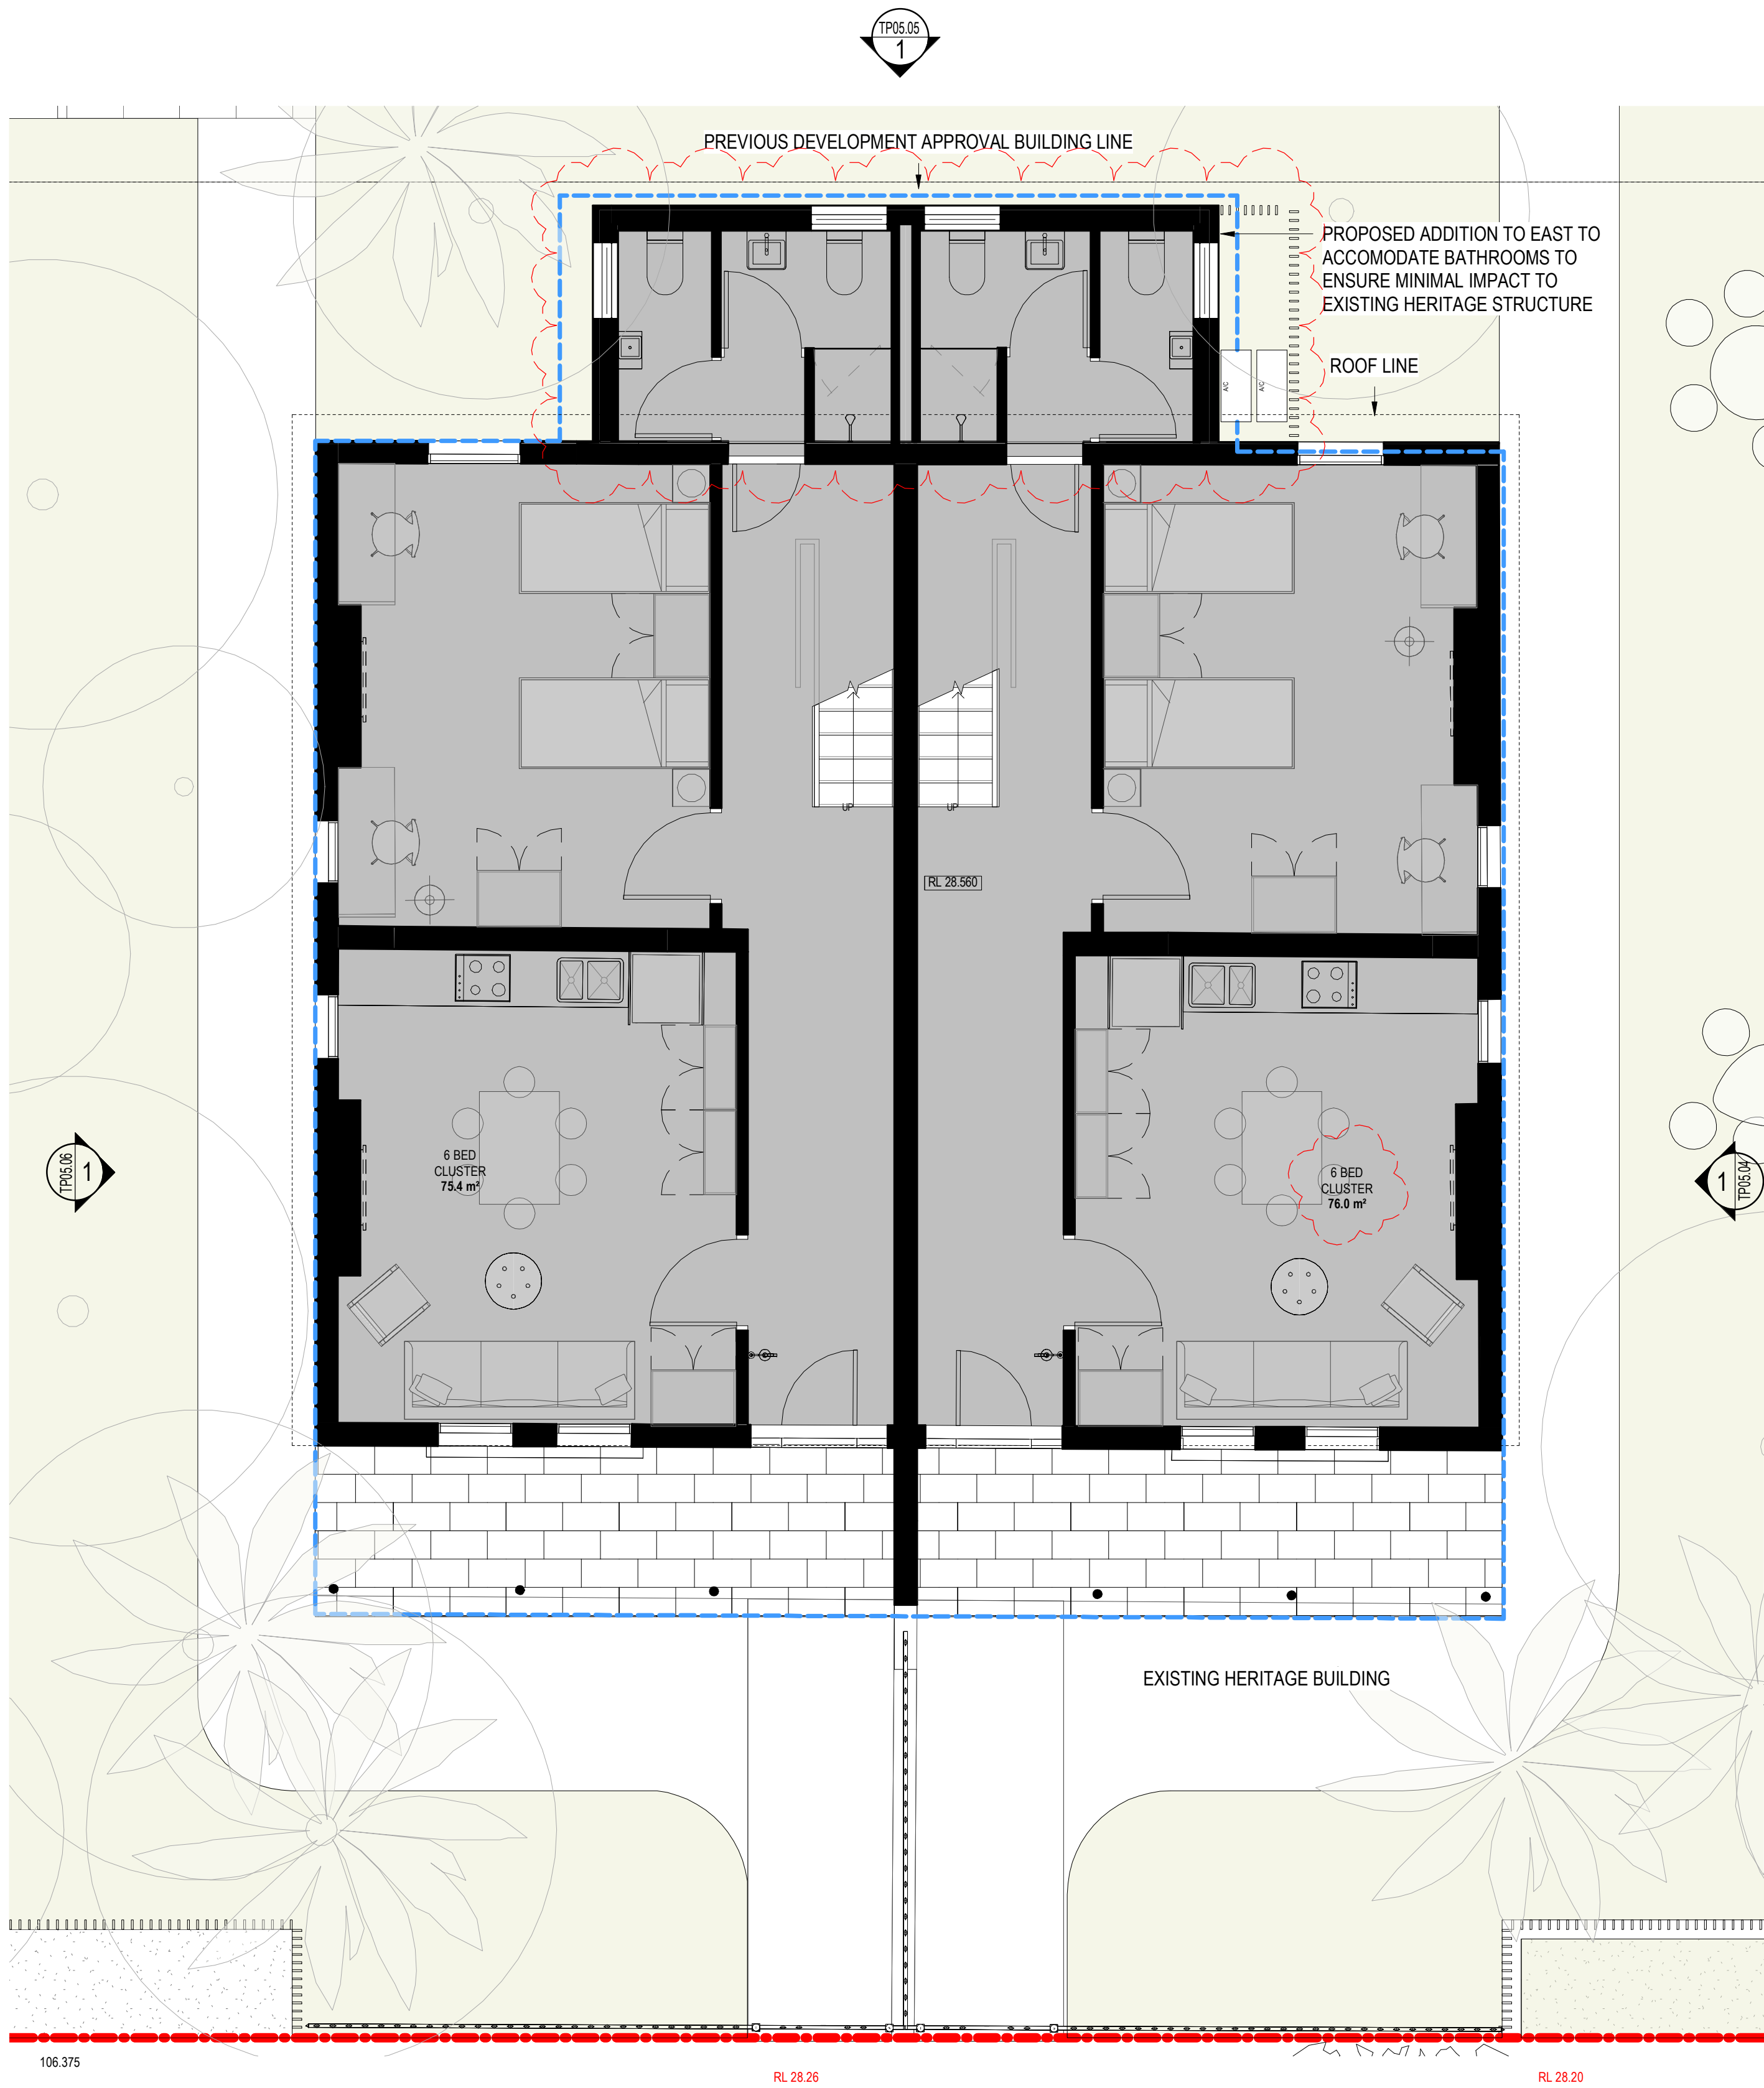 TP05.05
1
PREVIOUS DEVELOPMENT APPROVAL BUILDING LINE
PROPOSED ADDITION TO EAST TO
ACCOMODATE BATHROOMS TO
ENSURE MINIMAL IMPACT TO
EXISTING HERITAGE STRUCTURE
ROOF LINE
A/C
A/C
UP
UP
RL 28.560
TP05.06
1
6 BED
CLUSTER
75.4 m²
6 BED
CLUSTER
76.0 m²
1
TP05.04
EXISTING HERITAGE BUILDING
106.375
RL 28.26
RL 28.20